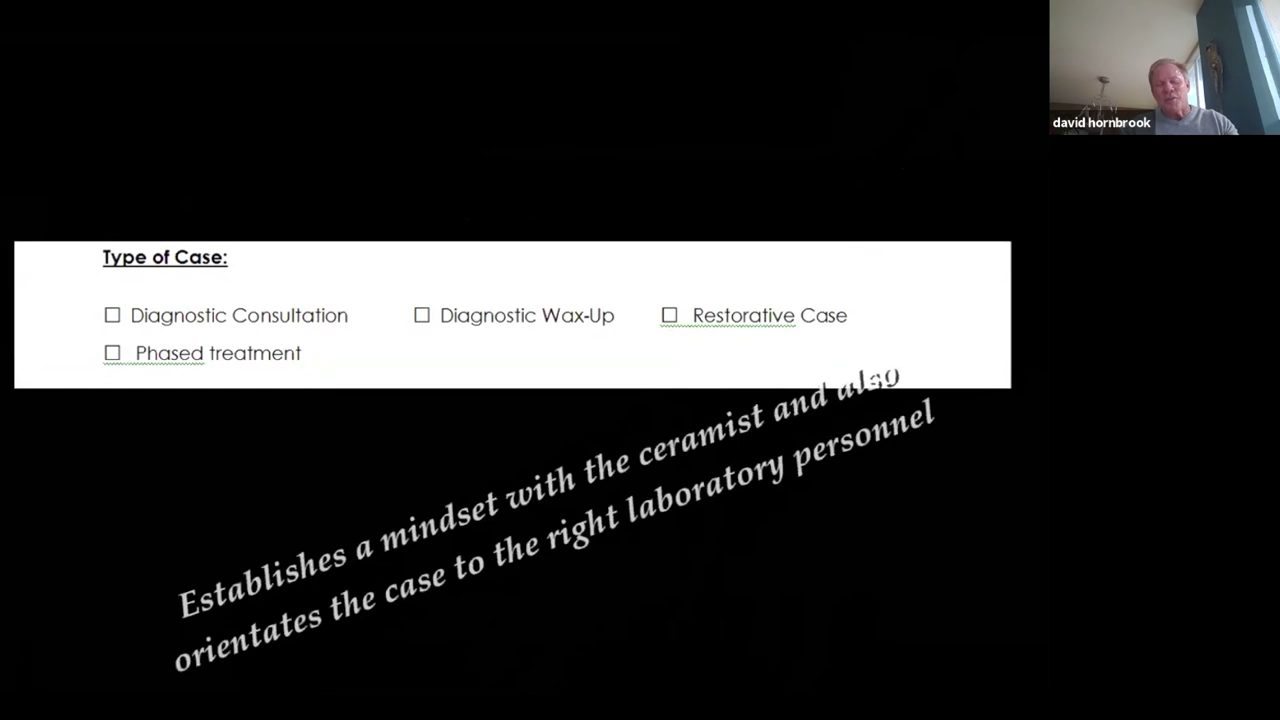 david hornbrook
Type of Case:
☐ Diagnostic Consultation ☐ Diagnostic Wax-Up ☐ Restorative Case
☐ Phased treatment
Establishes a mindset with the ceramist and also
orientates the case to the right laboratory personnel